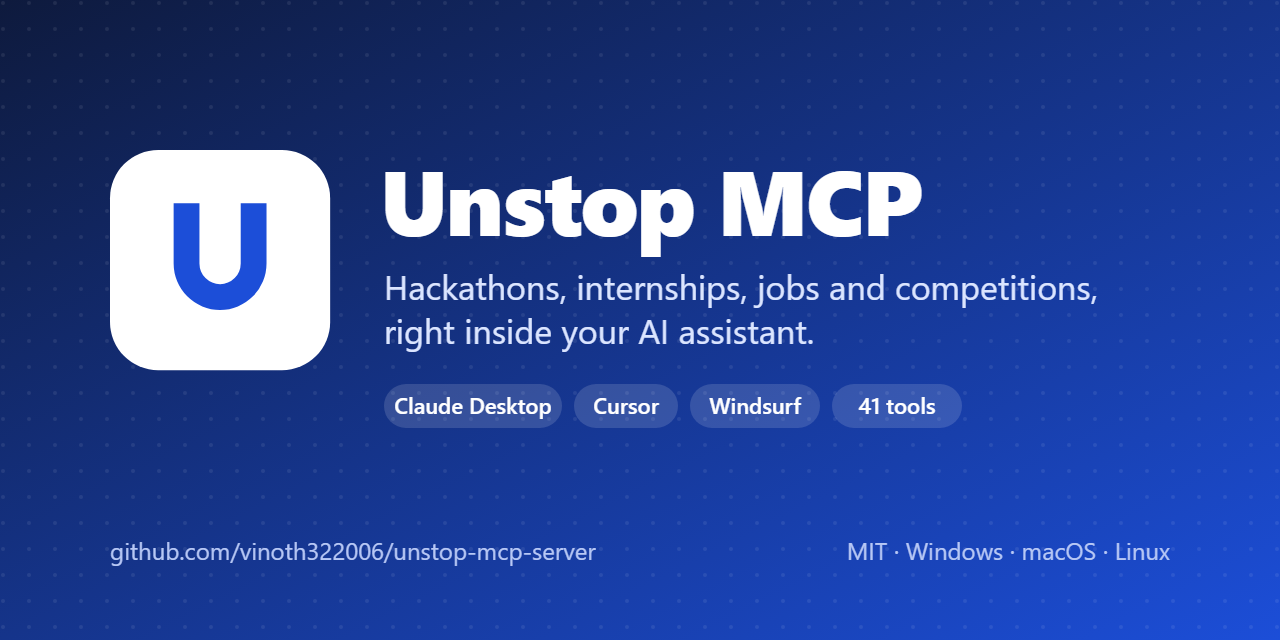 U
Unstop MCP
Hackathons, internships, jobs and competitions,
right inside your AI assistant.
Claude Desktop
Cursor
Windsurf
41 tools
github.com/vinoth322006/unstop-mcp-server
MIT · Windows · macOS · Linux